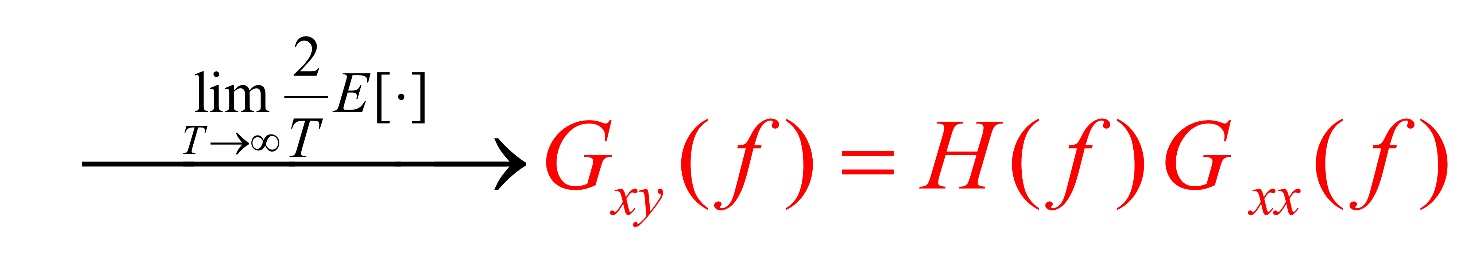 lim T→∞ 2/T E[·]
G_xy(f) = H(f)G_xx(f)